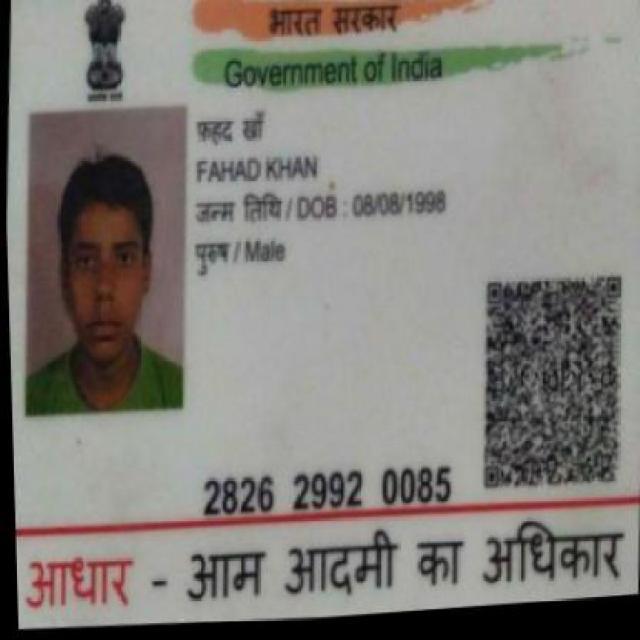 भारत सरकार
Government of India
फ़हद खाँ
FAHAD KHAN
जन्म तिथि / DOB : 08/08/1998
पुरुष / Male
2826 2992 0085
आधार - आम आदमी का अधिकार